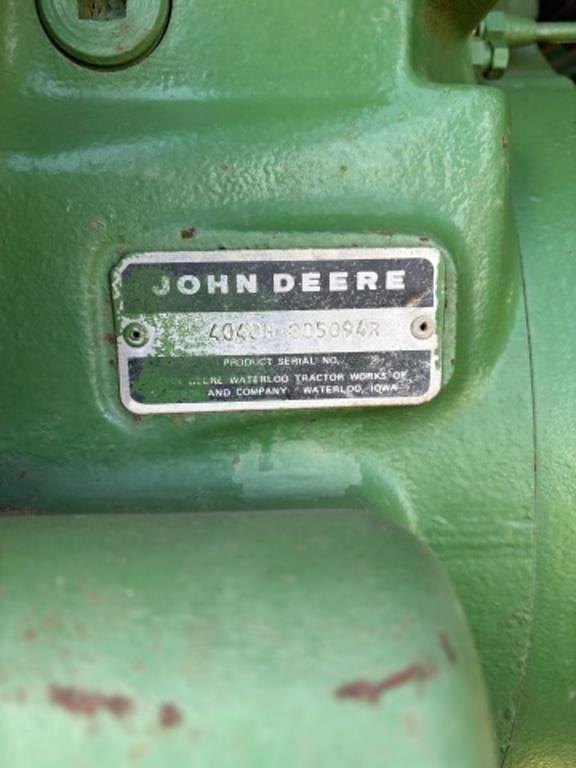 JOHN DEERE
4040H 005094R
PRODUCT SERIAL NO.
DEERE WATERLOO TRACTOR WORKS OF
AND COMPANY WATERLOO, IOWA